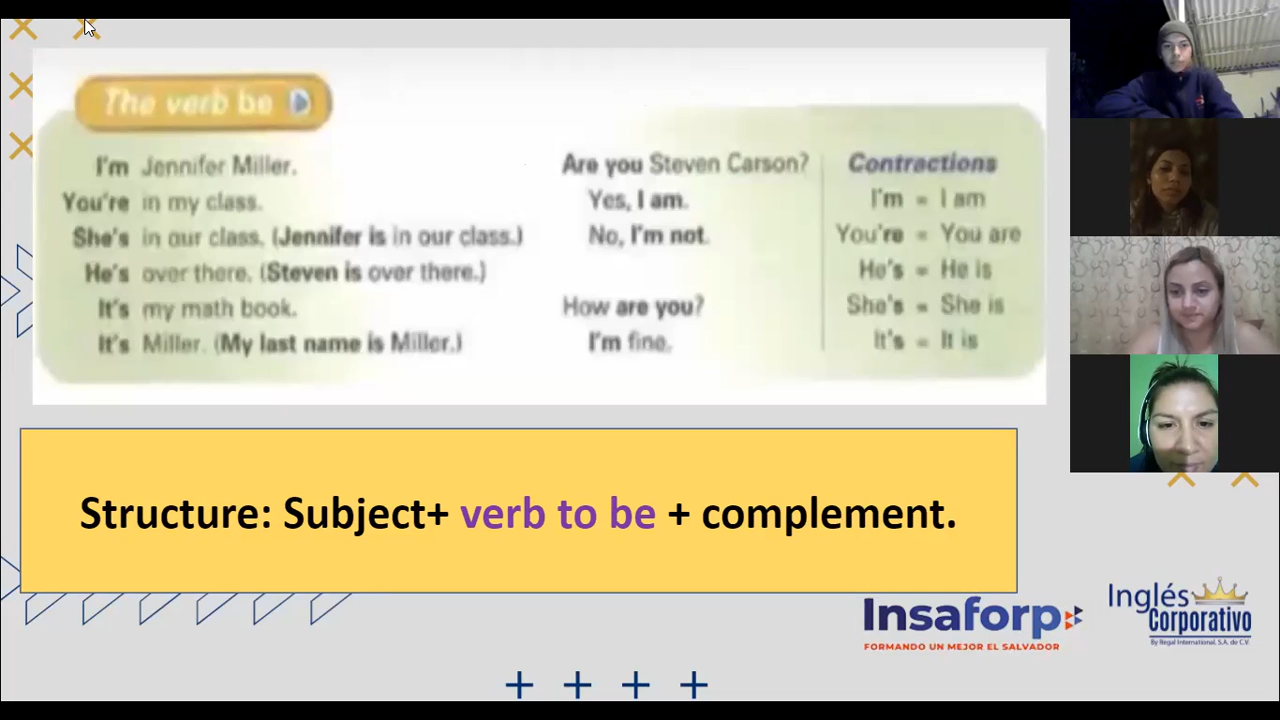 The verb be
I'm Jennifer Miller.
You're in my class.
She's in our class. (Jennifer is in our class.)
He's over there. (Steven is over there.)
It's my math book.
It's Miller. (My last name is Miller.)
Are you Steven Carson?
Yes, I am.
No, I'm not.
How are you?
I'm fine.
Contractions
I'm = I am
You're = You are
He's = He is
She's = She is
It's = It is
Structure: Subject+ verb to be + complement.
Insaforp
FORMANDO UN MEJOR EL SALVADOR
Inglés
Corporativo
By Regal International, S.A. de C.V.